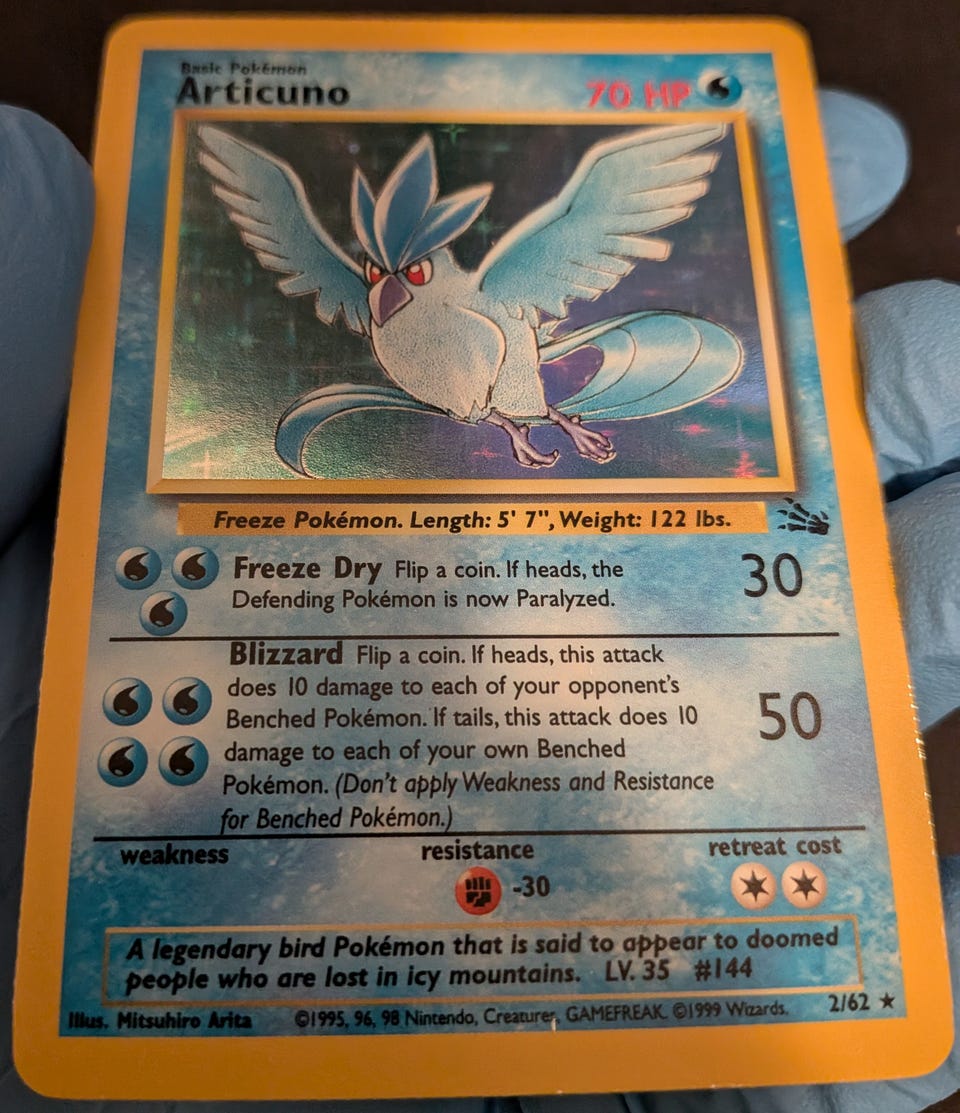 Basic Pokémon
Articuno 70 HP
Freeze Pokémon. Length: 5' 7", Weight: 122 lbs.
Freeze Dry Flip a coin. If heads, the
Defending Pokémon is now Paralyzed.
30
Blizzard Flip a coin. If heads, this attack
does 10 damage to each of your opponent's
Benched Pokémon. If tails, this attack does 10
damage to each of your own Benched
Pokémon. (Don't apply Weakness and Resistance
for Benched Pokémon.)
50
weakness resistance retreat cost
-30
A legendary bird Pokémon that is said to appear to doomed
people who are lost in icy mountains. LV. 35 #144
Illus. Mitsuhiro Arita ©1995, 96, 98 Nintendo, Creatures, GAMEFREAK. ©1999 Wizards. 2/62 ★